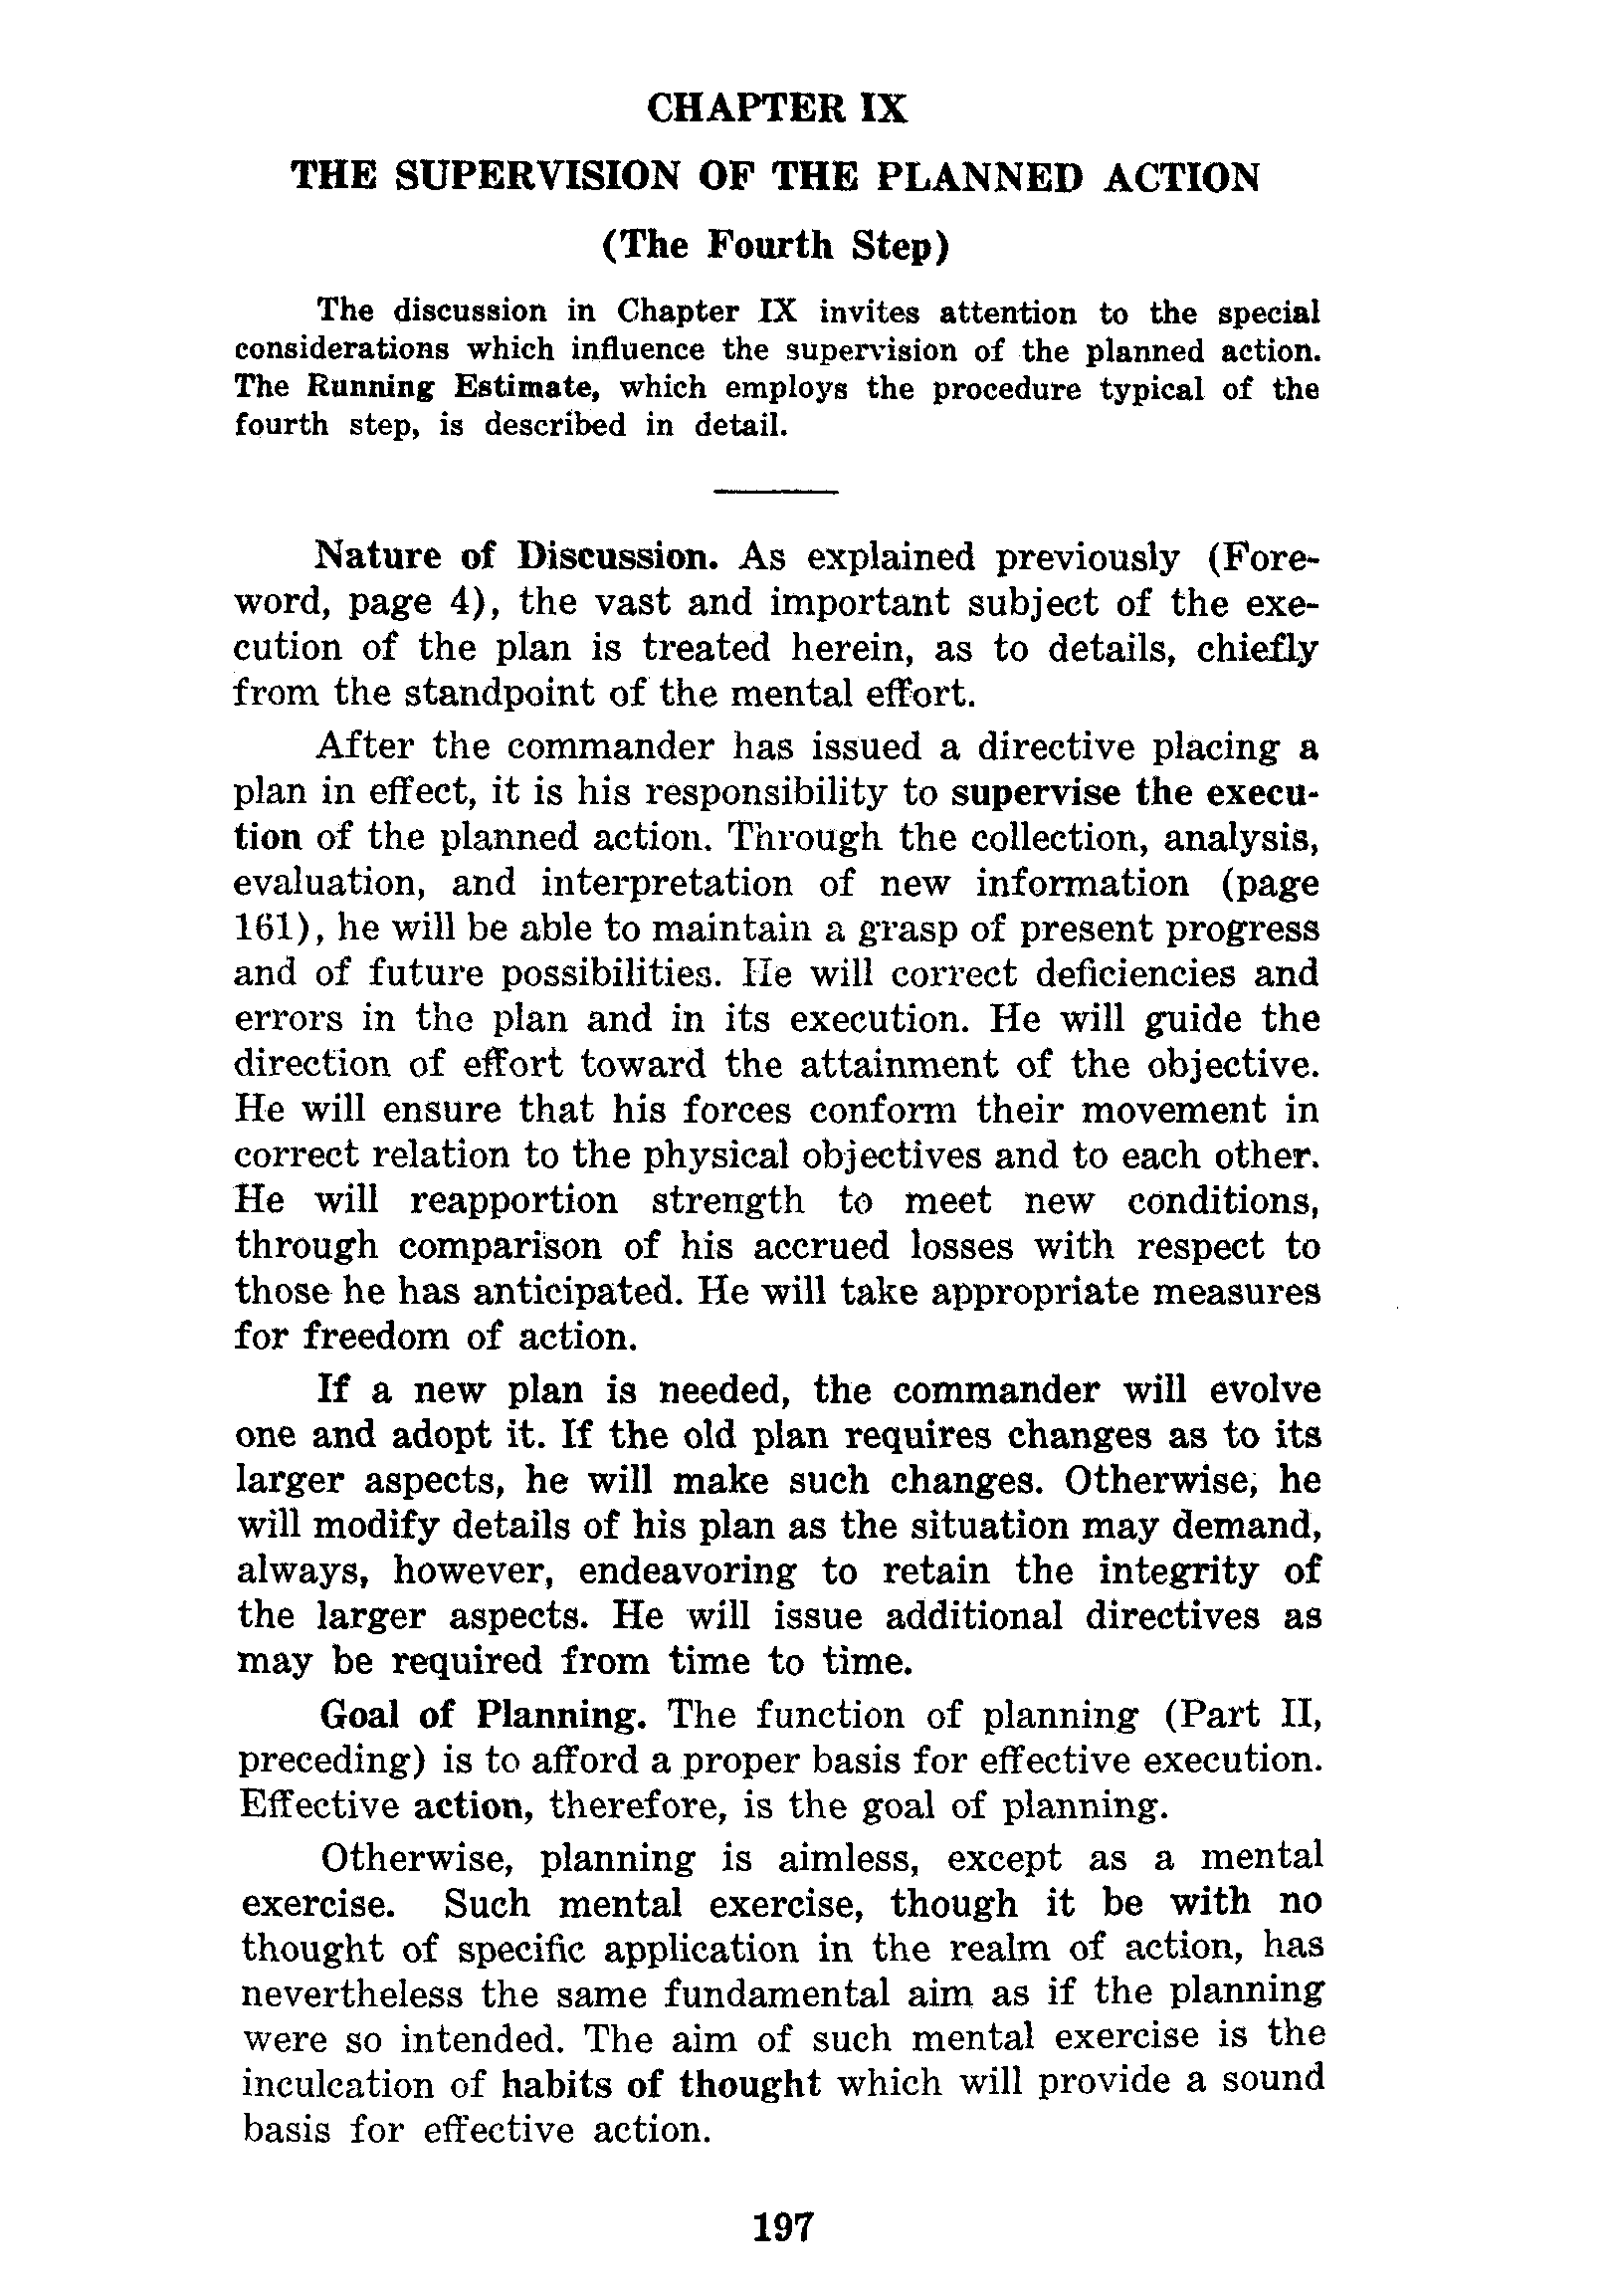 CHAPTER IX
THE SUPERVISION OF THE PLANNED ACTION
(The Fourth Step)
The discussion in Chapter IX invites attention to the special
considerations which influence the supervision of the planned action.
The Running Estimate, which employs the procedure typical of the
fourth step, is described in detail.
Nature of Discussion. As explained previously (Fore-
word, page 4), the vast and important subject of the exe-
cution of the plan is treated herein, as to details, chiefly
from the standpoint of the mental effort.
After the commander has issued a directive placing a
plan in effect, it is his responsibility to supervise the execu-
tion of the planned action. Through the collection, analysis,
evaluation, and interpretation of new information (page
161), he will be able to maintain a grasp of present progress
and of future possibilities. He will correct deficiencies and
errors in the plan and in its execution. He will guide the
direction of effort toward the attainment of the objective.
He will ensure that his forces conform their movement in
correct relation to the physical objectives and to each other.
He will reapportion strength to meet new conditions,
through comparison of his accrued losses with respect to
those he has anticipated. He will take appropriate measures
for freedom of action.
If a new plan is needed, the commander will evolve
one and adopt it. If the old plan requires changes as to its
larger aspects, he will make such changes. Otherwise, he
will modify details of his plan as the situation may demand,
always, however, endeavoring to retain the integrity of
the larger aspects. He will issue additional directives as
may be required from time to time.
Goal of Planning. The function of planning (Part II,
preceding) is to afford a proper basis for effective execution.
Effective action, therefore, is the goal of planning.
Otherwise, planning is aimless, except as a mental
exercise. Such mental exercise, though it be with no
thought of specific application in the realm of action, has
nevertheless the same fundamental aim as if the planning
were so intended. The aim of such mental exercise is the
inculcation of habits of thought which will provide a sound
basis for effective action.
197